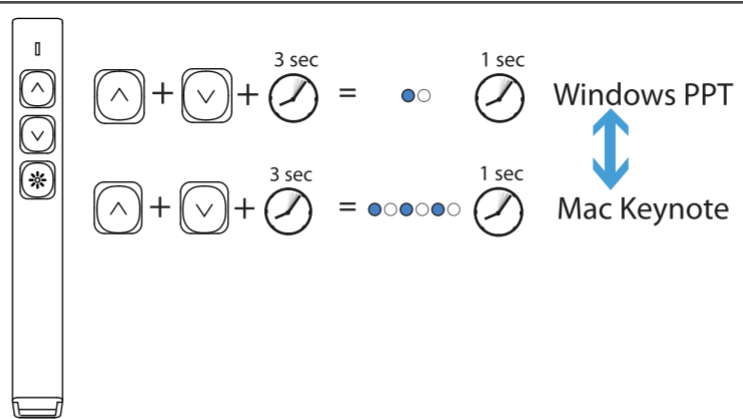 3 sec 1 sec
+ + = Windows PPT
3 sec 1 sec
+ + = Mac Keynote